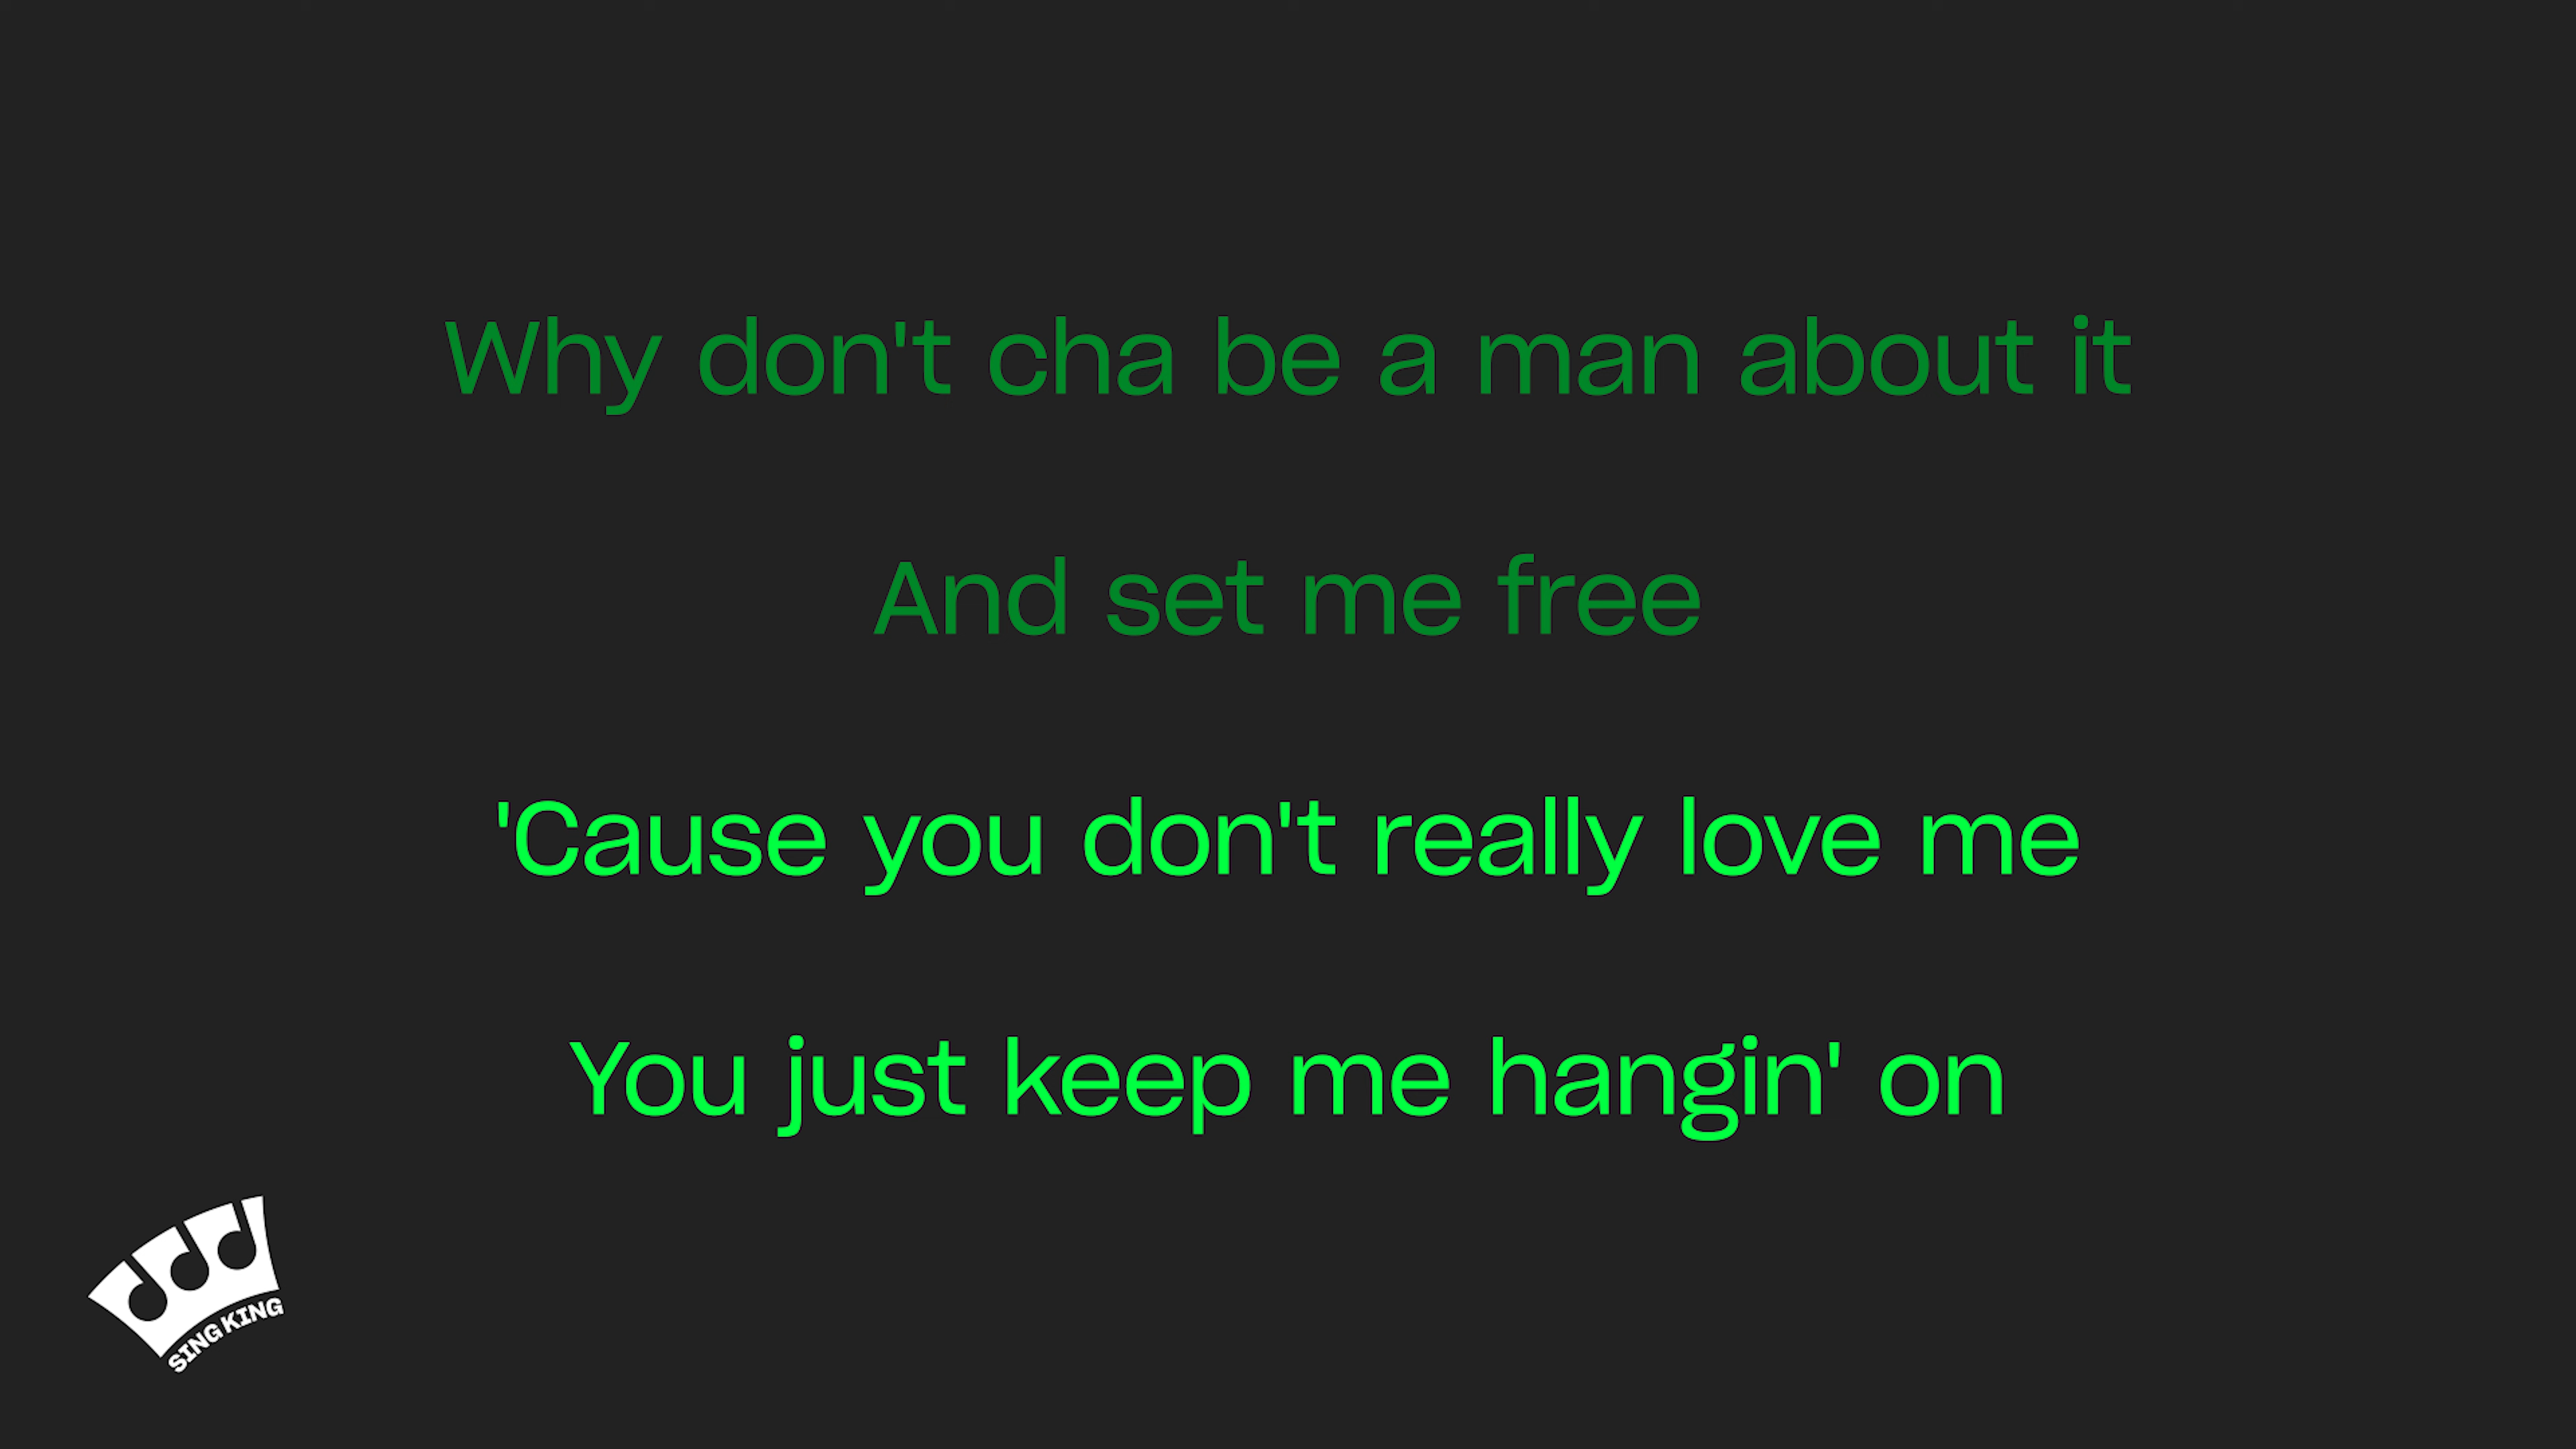 Why don't cha be a man about it
And set me free
'Cause you don't really love me
You just keep me hangin' on
SING KING